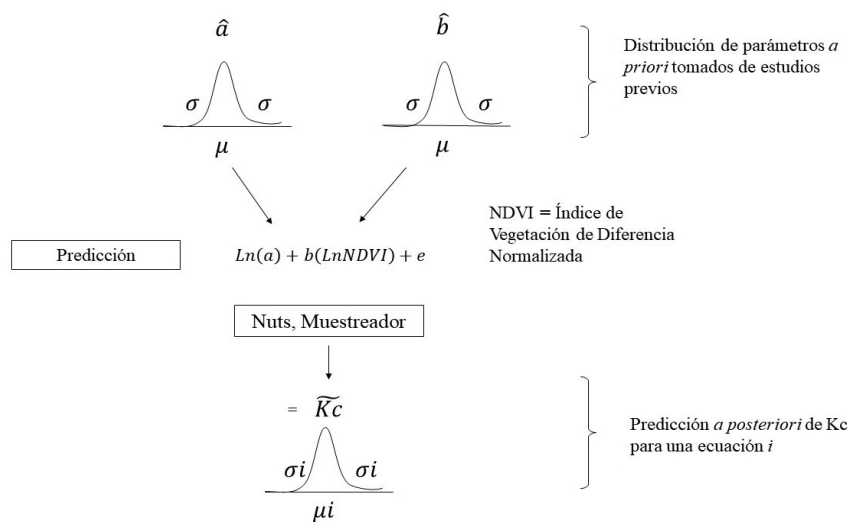 â
b̂
σ
σ
μ
σ
σ
μ
Distribución de parámetros a
priori tomados de estudios
previos
Predicción
Ln(a) + b(LnNDVI) + e
NDVI = Índice de
Vegetación de Diferencia
Normalizada
Nuts, Muestreador
= K͠c
σi
σi
μi
Predicción a posteriori de Kc
para una ecuación i